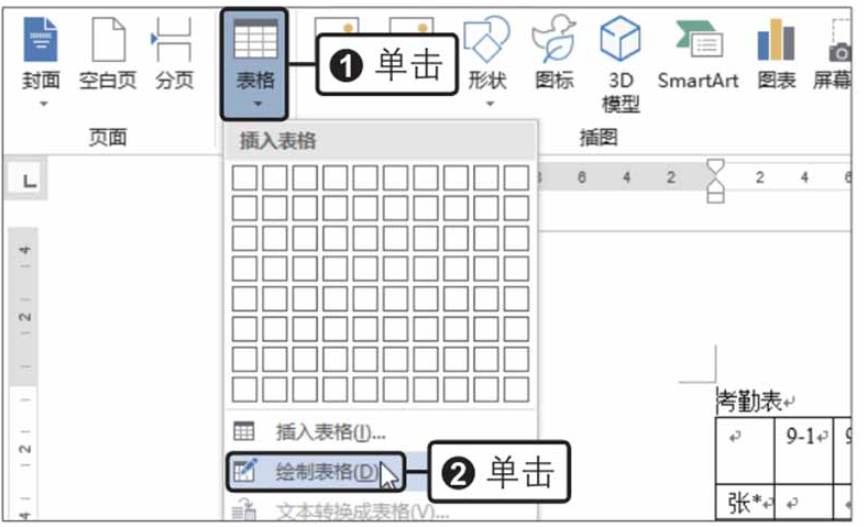 封面 空白页 分页 表格 ❶ 单击 形状 图标 3D 模型 SmartArt 图表 屏幕
页面 插图
插入表格
L 8 6 4 2 2 4 6
4
2
2
4
考勤表
9-1 9
张*
插入表格(I)...
绘制表格(D) ❷ 单击
文本转换成表格(V)...